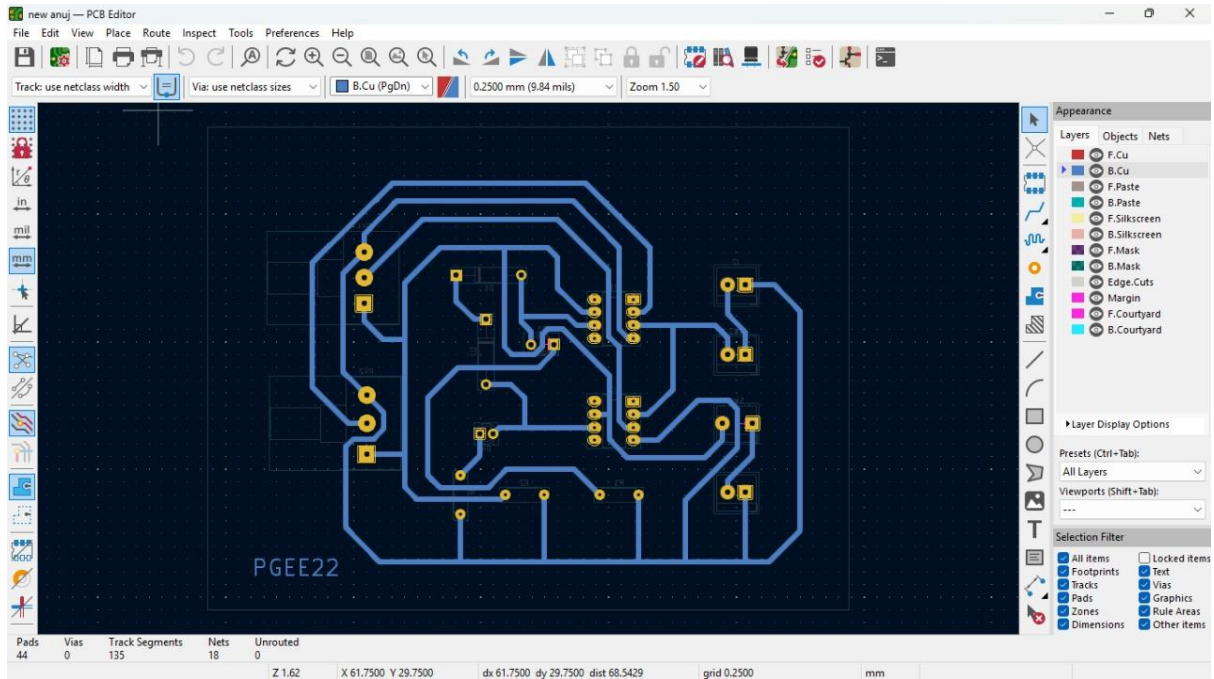 new anuj — PCB Editor
File Edit View Place Route Inspect Tools Preferences Help
Track: use netclass width
Via: use netclass sizes
B.Cu (PgDn)
0.2500 mm (9.84 mils)
Zoom 1.50
in
mil
mm
Appearance
Layers Objects Nets
F.Cu
B.Cu
F.Paste
B.Paste
F.Silkscreen
B.Silkscreen
F.Mask
B.Mask
Edge.Cuts
Margin
F.Courtyard
B.Courtyard
Layer Display Options
Presets (Ctrl+Tab):
All Layers
Viewports (Shift+Tab):
---
Selection Filter
All items Locked items
Footprints Text
Tracks Vias
Pads Graphics
Zones Rule Areas
Dimensions Other items
PGEE22
Pads Vias Track Segments Nets Unrouted
44 0 135 18 0
Z 1.62 X 61.7500 Y 29.7500 dx 61.7500 dy 29.7500 dist 68.5429 grid 0.2500 mm